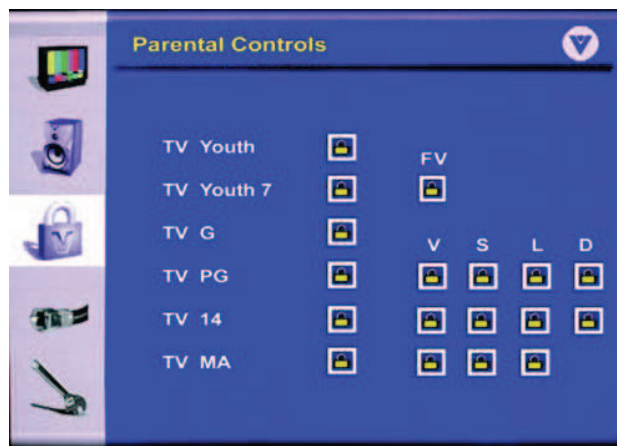 Parental Controls
TV Youth
FV
TV Youth 7
TV G
V S L D
TV PG
TV 14
TV MA